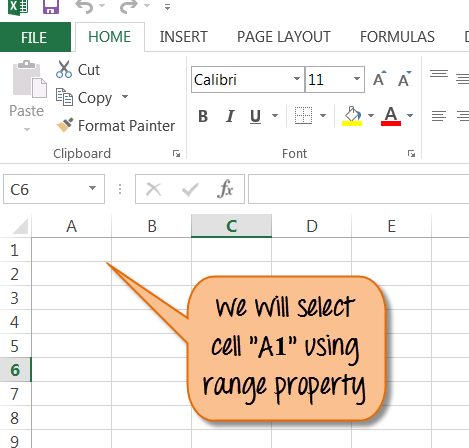 FILE HOME INSERT PAGE LAYOUT FORMULAS
Cut
Copy
Format Painter
Paste
Clipboard
Calibri 11 A A
B I U A
Font
C6 fx
A B C D E
1
2
3
4
5
6
7
8
9
We will select
cell "A1" using
range property